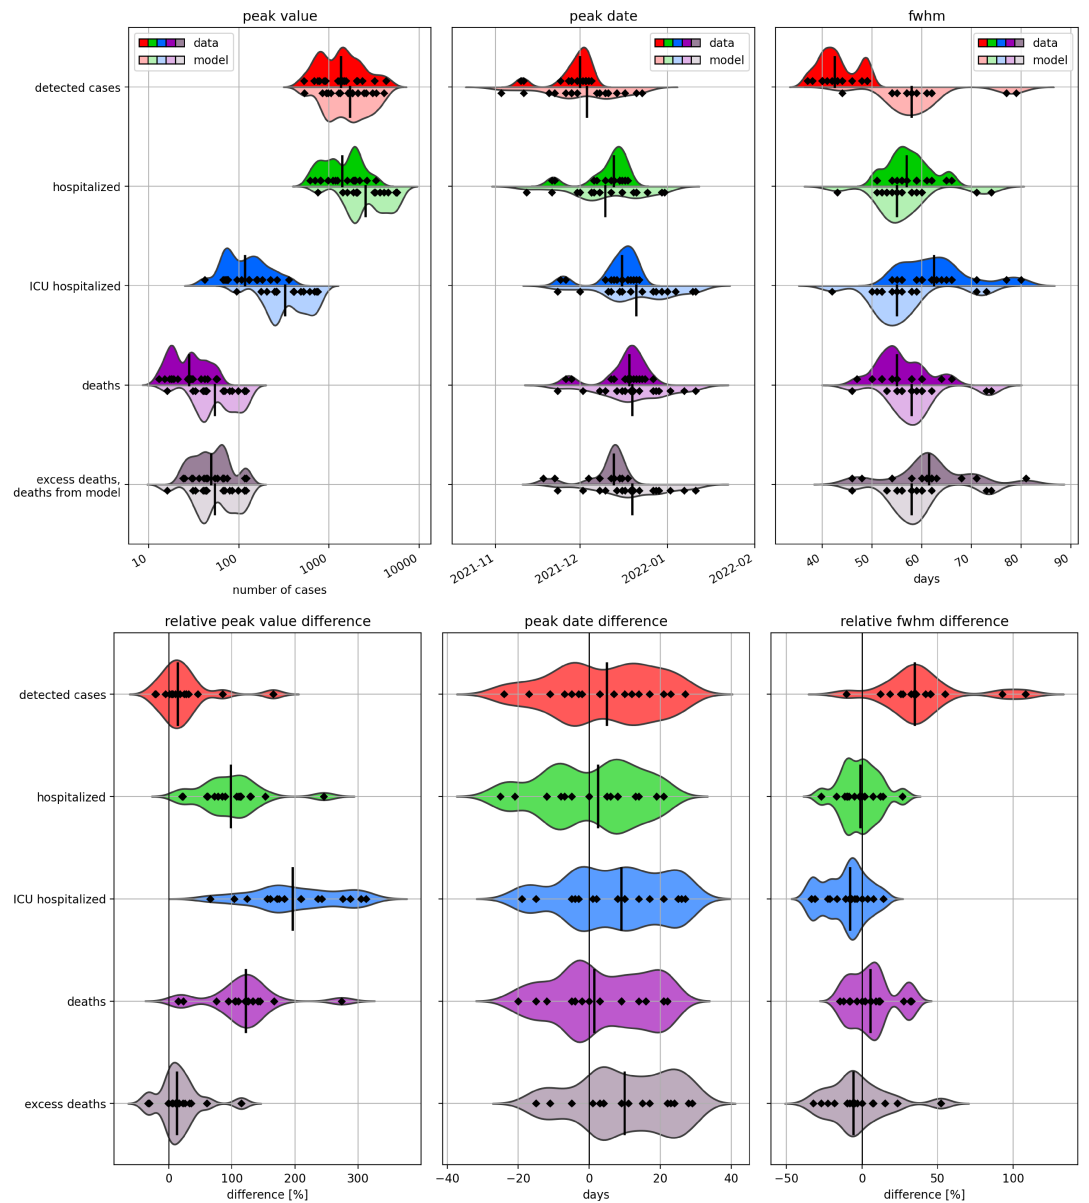 peak value
peak date
fwhm
data
model
data
model
data
model
detected cases
hospitalized
ICU hospitalized
deaths
excess deaths,
deaths from model
10
100
1000
10000
number of cases
2021-11
2021-12
2022-01
2022-02
40
50
60
70
80
90
days
relative peak value difference
peak date difference
relative fwhm difference
detected cases
hospitalized
ICU hospitalized
deaths
excess deaths
0
100
200
300
difference [%]
−40
−20
0
20
40
days
−50
0
50
100
difference [%]